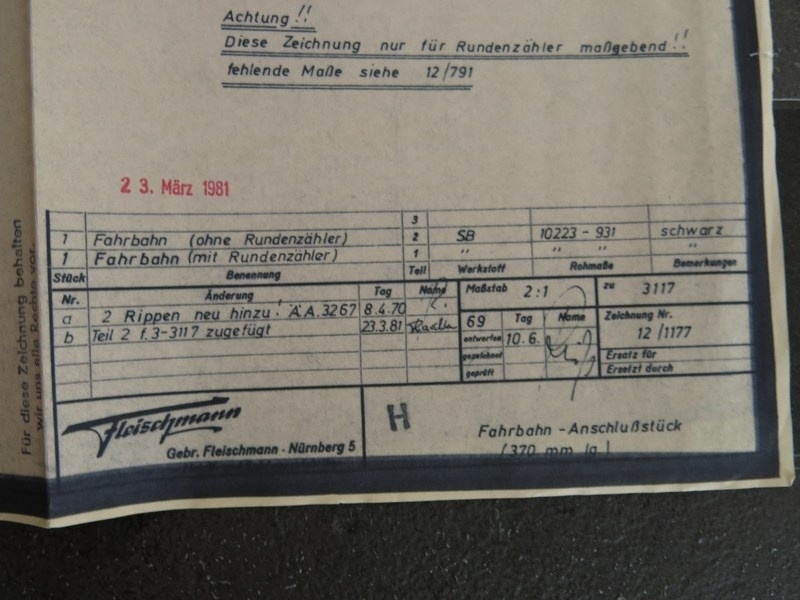 Achtung!!
Diese Zeichnung nur für Rundenzähler maßgebend!!
fehlende Maße siehe 12/791
23. März 1981
3
1 Fahrbahn (ohne Rundenzähler) 2 SB 10223 - 931 schwarz
1 Fahrbahn (mit Rundenzähler) 1 " " " "
Stück Benennung Teil Werkstoff Rohmaße Bemerkungen
Nr. Änderung Tag Name Maßstab 2:1 zu 3117
a 2 Rippen neu hinzu. Ä.A. 3267 8.4.70
b Teil 2 f. 3-3117 zugefügt 23.3.81
69 Tag Name Zeichnung Nr.
entworfen 10.6. 12/1177
gezeichnet Ersatz für
geprüft Ersetzt durch
Fleischmann
Gebr. Fleischmann - Nürnberg 5
H Fahrbahn - Anschlußstück
(370 mm lg.)
Für diese Zeichnung behalten
wir uns alle Rechte vor.